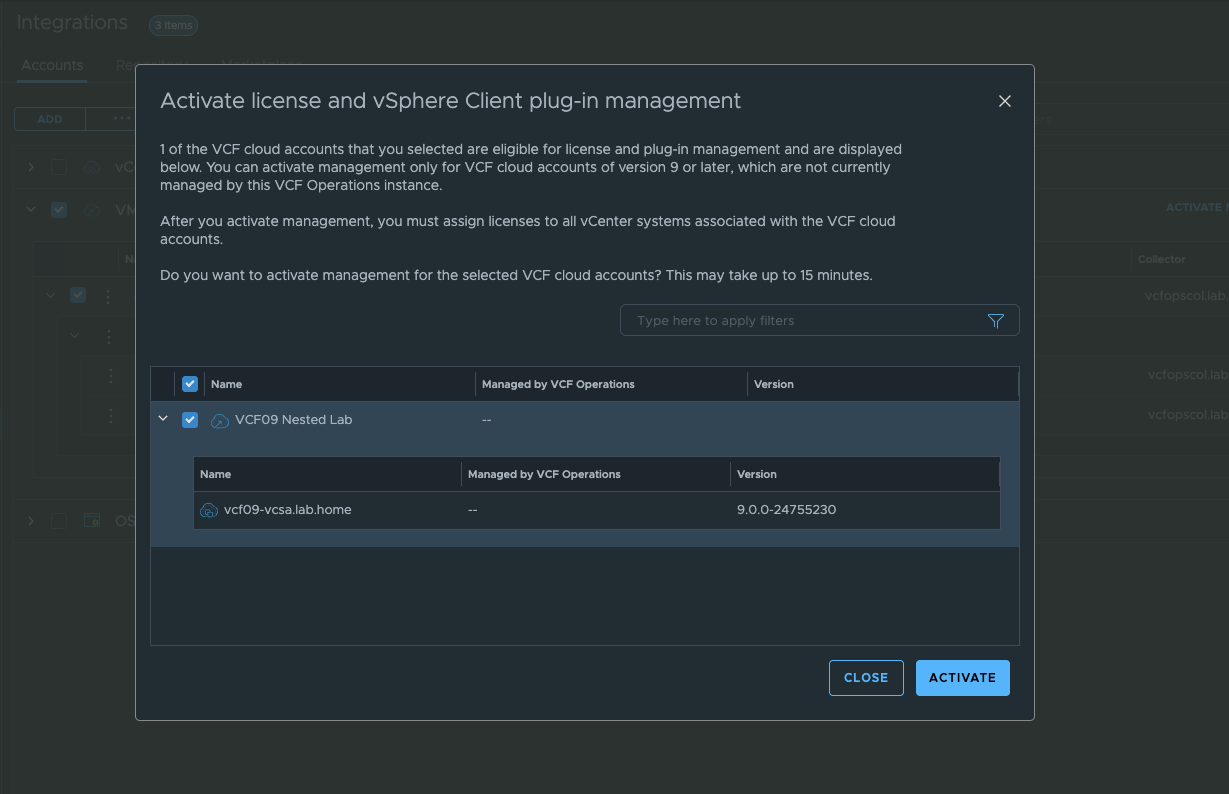 Integrations 3 Items
Accounts
ADD
Activate license and vSphere Client plug-in management
1 of the VCF cloud accounts that you selected are eligible for license and plug-in management and are displayed
below. You can activate management only for VCF cloud accounts of version 9 or later, which are not currently
managed by this VCF Operations instance.
After you activate management, you must assign licenses to all vCenter systems associated with the VCF cloud
accounts.
Do you want to activate management for the selected VCF cloud accounts? This may take up to 15 minutes.
Type here to apply filters
Name Managed by VCF Operations Version
VCF09 Nested Lab --
Name Managed by VCF Operations Version
vcf09-vcsa.lab.home -- 9.0.0-24755230
CLOSE ACTIVATE
ACTIVATE
Collector
vcfopscol.lab.
vcfopscol.lab
vcfopscol.lab